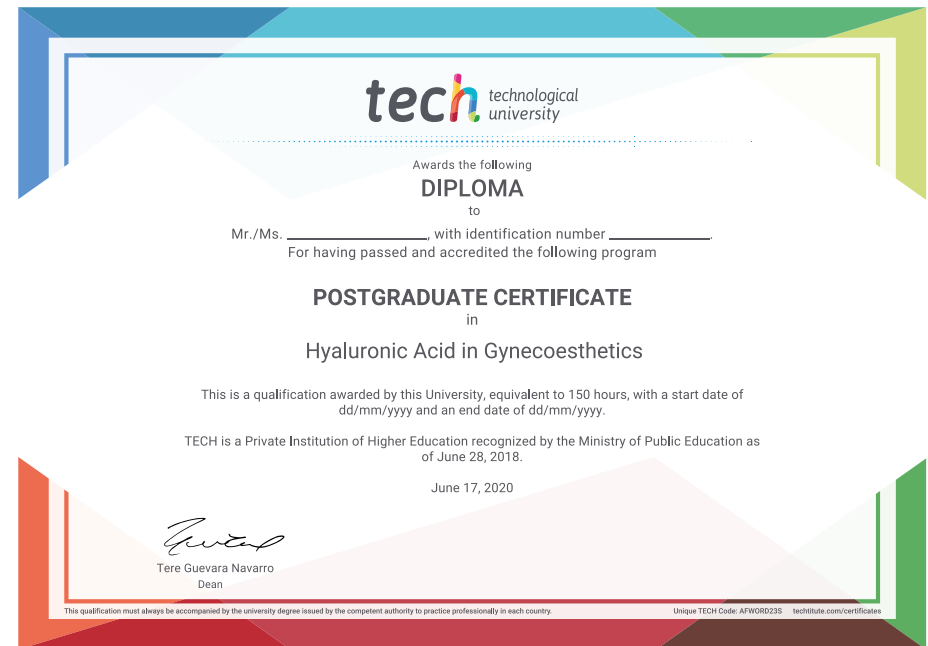 tech technological
university
Awards the following
DIPLOMA
to
Mr./Ms. ____________________, with identification number ______________.
For having passed and accredited the following program
POSTGRADUATE CERTIFICATE
in
Hyaluronic Acid in Gynecoesthetics
This is a qualification awarded by this University, equivalent to 150 hours, with a start date of
dd/mm/yyyy and an end date of dd/mm/yyyy.
TECH is a Private Institution of Higher Education recognized by the Ministry of Public Education as
of June 28, 2018.
June 17, 2020
Tere Guevara Navarro
Dean
This qualification must always be accompanied by the university degree issued by the competent authority to practice professionally in each country. Unique TECH Code: AFWORD23S techtitute.com/certificates